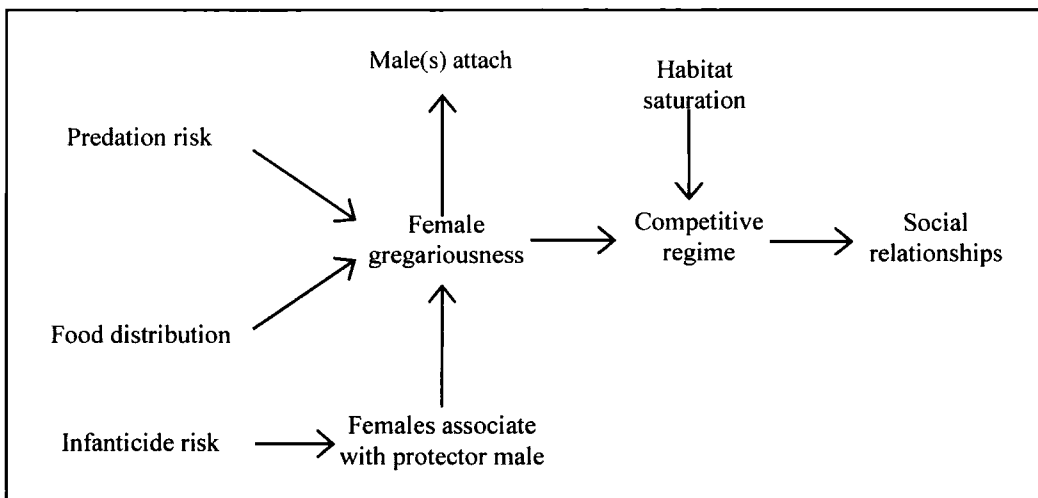 Male(s) attach
Habitat
saturation
Predation risk
Female
gregariousness
Competitive
regime
Social
relationships
Food distribution
Infanticide risk
Females associate
with protector male